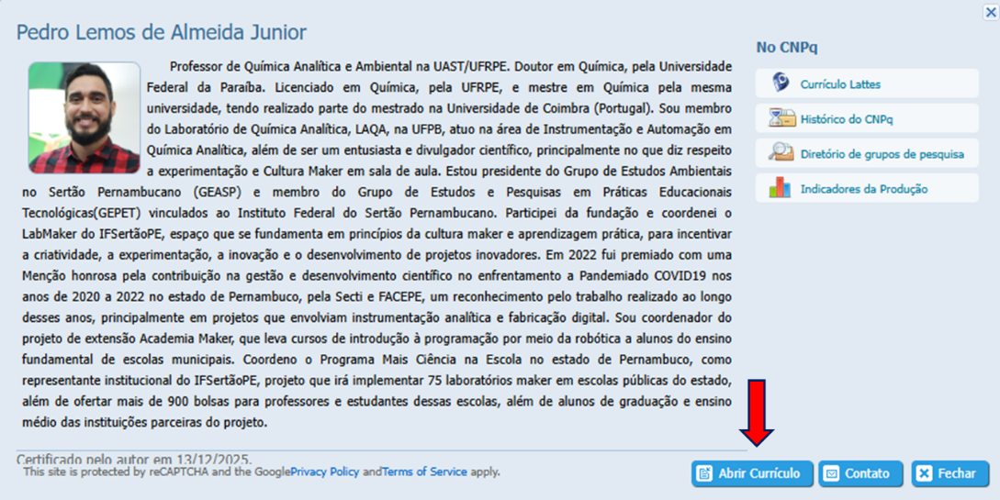 Pedro Lemos de Almeida Junior
Professor de Química Analítica e Ambiental na UAST/UFRPE. Doutor em Química, pela Universidade
Federal da Paraíba. Licenciado em Química, pela UFRPE, e mestre em Química pela mesma
universidade, tendo realizado parte do mestrado na Universidade de Coimbra (Portugal). Sou membro
do Laboratório de Química Analítica, LAQA, na UFPB, atuo na área de Instrumentação e Automação em
Química Analítica, além de ser um entusiasta e divulgador científico, principalmente no que diz respeito
a experimentação e Cultura Maker em sala de aula. Estou presidente do Grupo de Estudos Ambientais
no Sertão Pernambucano (GEASP) e membro do Grupo de Estudos e Pesquisas em Práticas Educacionais
Tecnológicas(GEPET) vinculados ao Instituto Federal do Sertão Pernambucano. Participei da fundação e coordenei o
LabMaker do IFSertãoPE, espaço que se fundamenta em princípios da cultura maker e aprendizagem prática, para incentivar
a criatividade, a experimentação, a inovação e o desenvolvimento de projetos inovadores. Em 2022 fui premiado com uma
Menção honrosa pela contribuição na gestão e desenvolvimento científico no enfrentamento a Pandemiado COVID19 nos
anos de 2020 a 2022 no estado de Pernambuco, pela Secti e FACEPE, um reconhecimento pelo trabalho realizado ao longo
desses anos, principalmente em projetos que envolviam instrumentação analítica e fabricação digital. Sou coordenador do
projeto de extensão Academia Maker, que leva cursos de introdução à programação por meio da robótica a alunos do ensino
fundamental de escolas municipais. Coordeno o Programa Mais Ciência na Escola no estado de Pernambuco, como
representante institucional do IFSertãoPE, projeto que irá implementar 75 laboratórios maker em escolas públicas do estado,
além de ofertar mais de 900 bolsas para professores e estudantes dessas escolas, além de alunos de graduação e ensino
médio das instituições parceiras do projeto.
Certificado pelo autor em 13/12/2025.
This site is protected by reCAPTCHA and the GooglePrivacy Policy andTerms of Service apply.
No CNPq
Currículo Lattes
Histórico do CNPq
Diretório de grupos de pesquisa
Indicadores da Produção
Abrir Currículo
Contato
Fechar